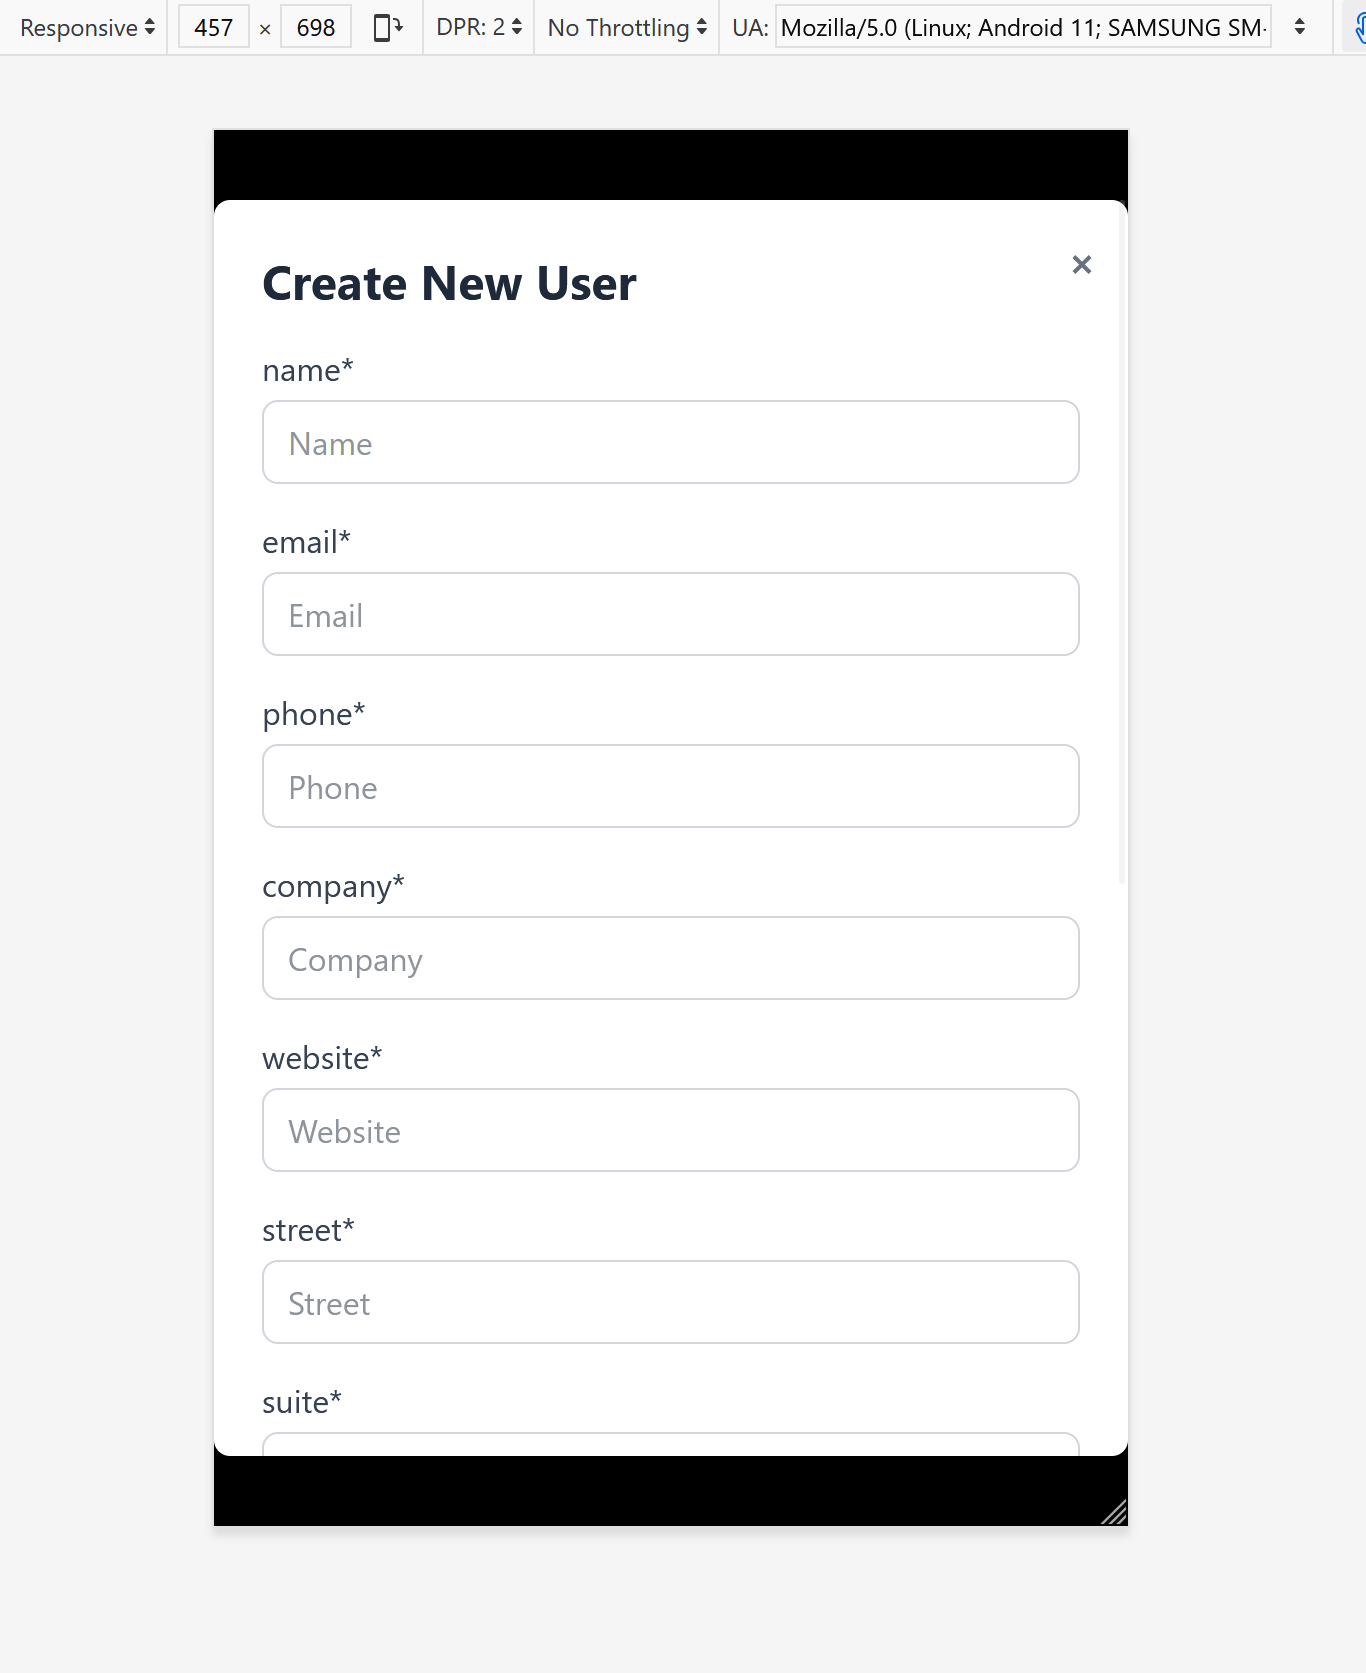 Responsive 457 × 698 DPR: 2 No Throttling UA: Mozilla/5.0 (Linux; Android 11; SAMSUNG SM-
Create New User
name*
Name
email*
Email
phone*
Phone
company*
Company
website*
Website
street*
Street
suite*